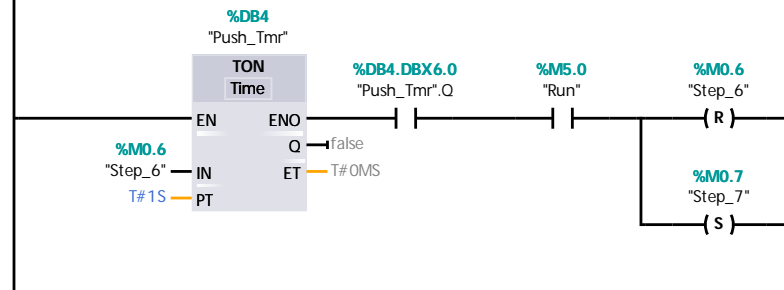 %DB4
"Push_Tmr"
TON
Time
EN ENO
Q false
%M0.6
"Step_6" IN
ET T#0MS
T#1S PT
%DB4.DBX6.0
"Push_Tmr".Q
%M5.0
"Run"
%M0.6
"Step_6"
R
%M0.7
"Step_7"
S